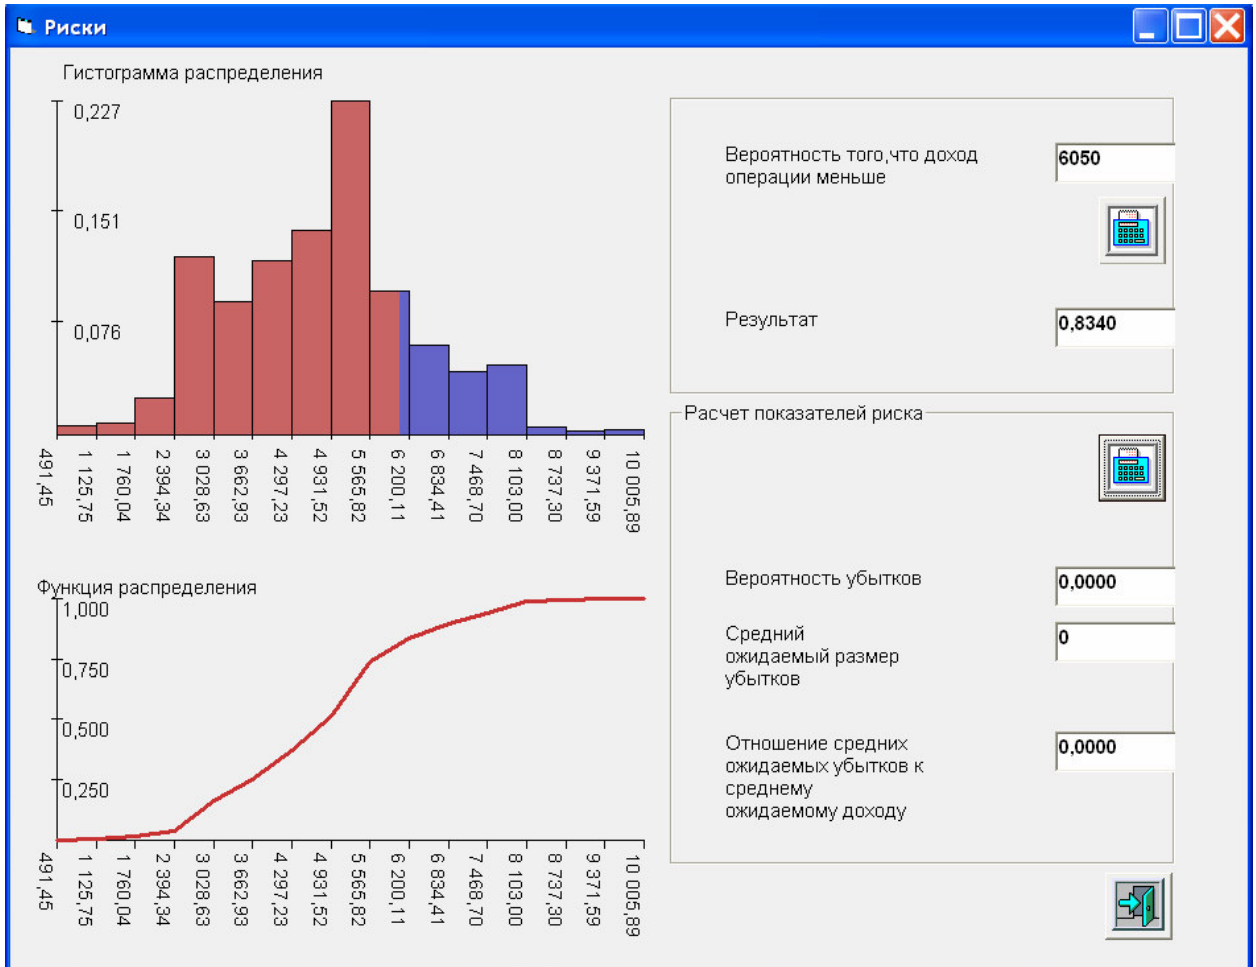 Риски
Гистограмма распределения
0,227
0,151
0,076
491,45
1 125,75
1 760,04
2 394,34
3 028,63
3 662,93
4 297,23
4 931,52
5 565,82
6 200,11
6 834,41
7 468,70
8 103,00
8 737,30
9 371,59
10 005,89
Функция распределения
1,000
0,750
0,500
0,250
491,45
1 125,75
1 760,04
2 394,34
3 028,63
3 662,93
4 297,23
4 931,52
5 565,82
6 200,11
6 834,41
7 468,70
8 103,00
8 737,30
9 371,59
10 005,89
Вероятность того,что доход
операции меньше
6050
Результат
0,8340
Расчет показателей риска
Вероятность убытков
0,0000
Средний
ожидаемый размер
убытков
0
Отношение средних
ожидаемых убытков к
среднему
ожидаемому доходу
0,0000